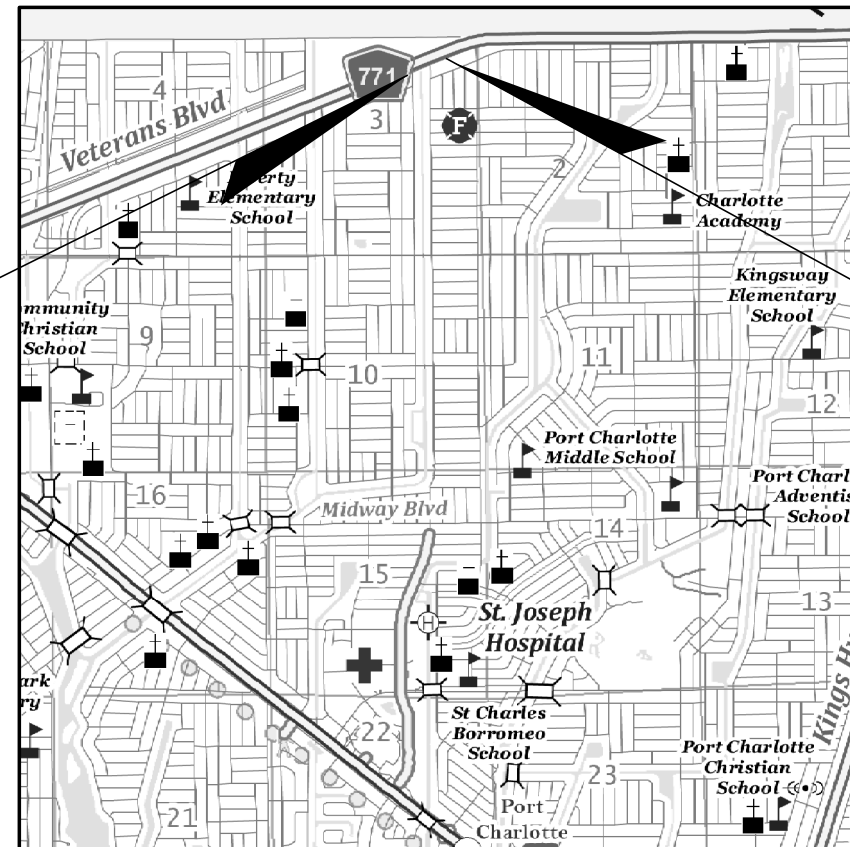 771
4
3
F
Veterans Blvd
2
Elementary
School
Charlotte
Academy
Kingsway
Elementary
School
Christian
School
9
10
11
12
Port Charlotte
Middle School
16
Midway Blvd
14
School
15
13
H
St. Joseph
Hospital
22
St Charles
Borromeo
School
Port Charlotte
Christian
School
23
21
Port
Charlotte
Kings